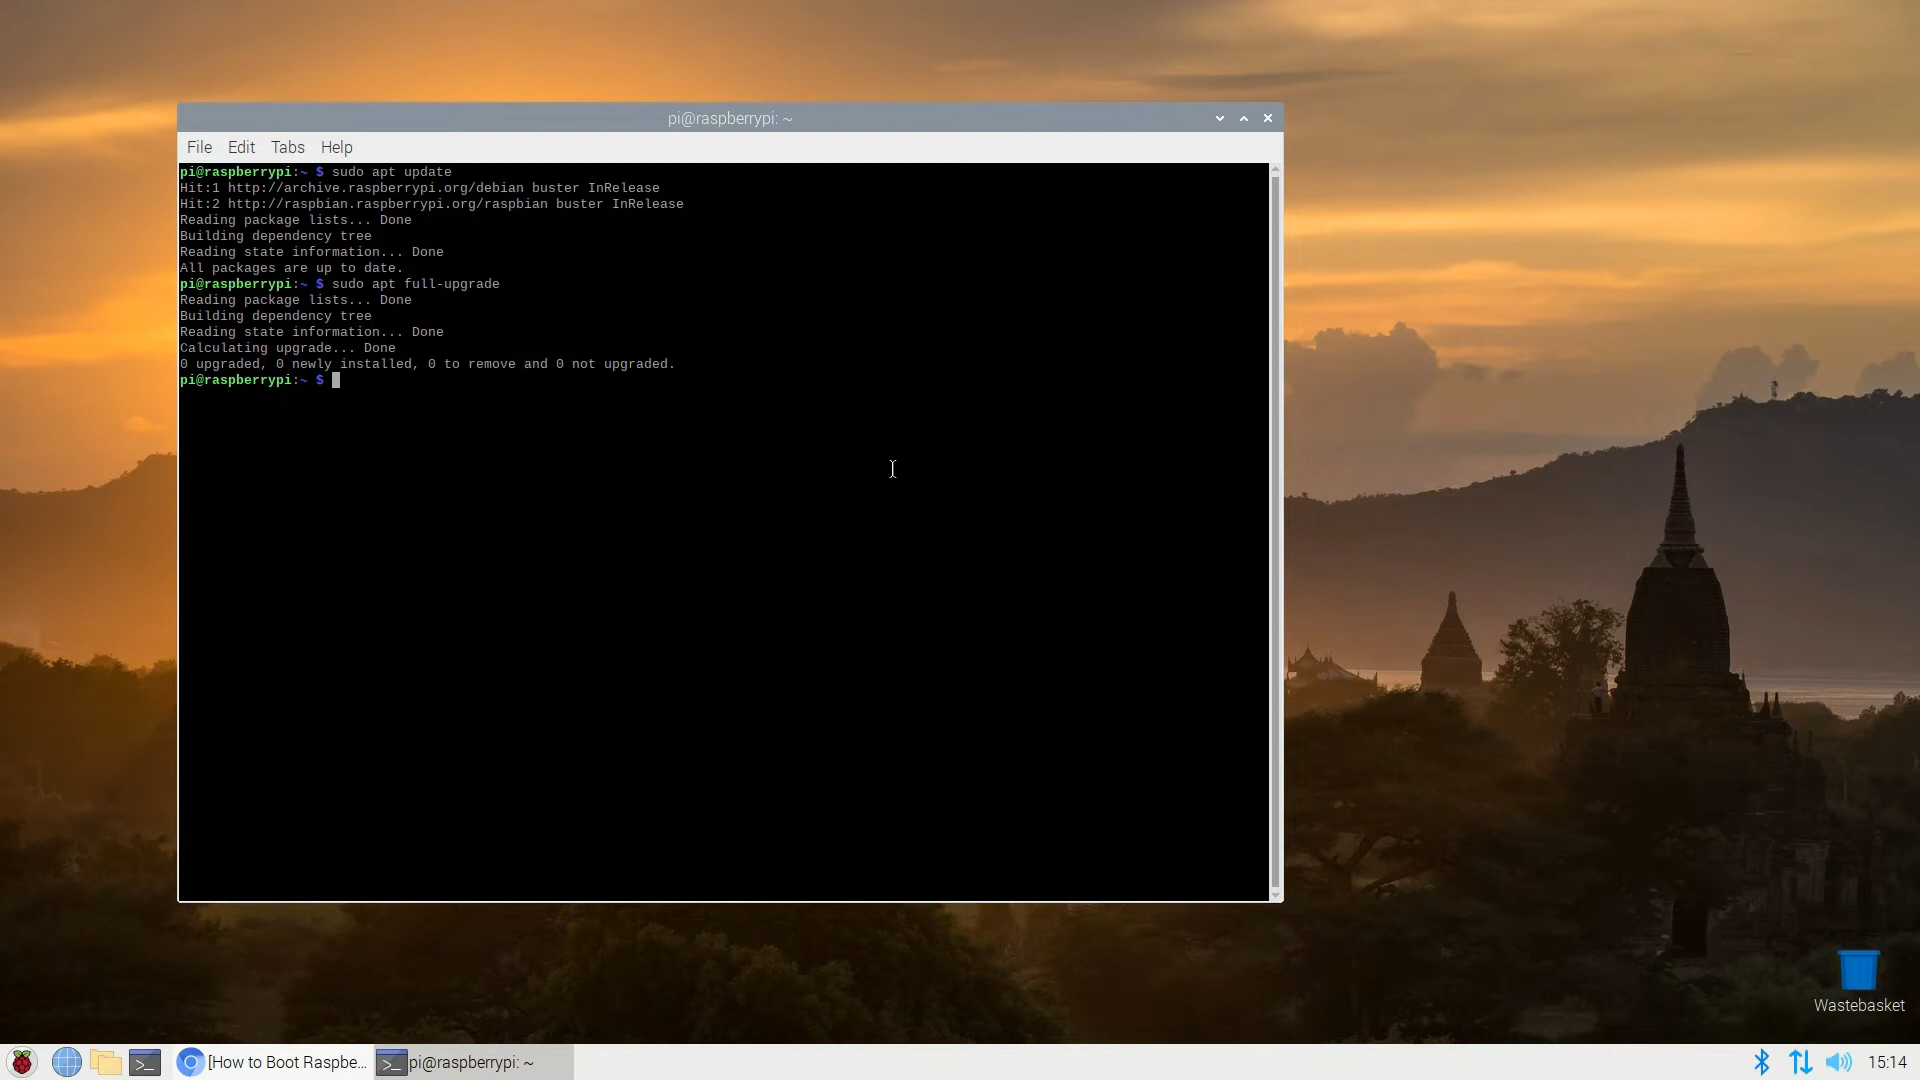 pi@raspberrypi: ~
File Edit Tabs Help
pi@raspberrypi:~ $ sudo apt update
Hit:1 http://archive.raspberrypi.org/debian buster InRelease
Hit:2 http://raspbian.raspberrypi.org/raspbian buster InRelease
Reading package lists... Done
Building dependency tree
Reading state information... Done
All packages are up to date.
pi@raspberrypi:~ $ sudo apt full-upgrade
Reading package lists... Done
Building dependency tree
Reading state information... Done
Calculating upgrade... Done
0 upgraded, 0 newly installed, 0 to remove and 0 not upgraded.
pi@raspberrypi:~ $
Wastebasket
[How to Boot Raspbe... pi@raspberrypi: ~ 15:14